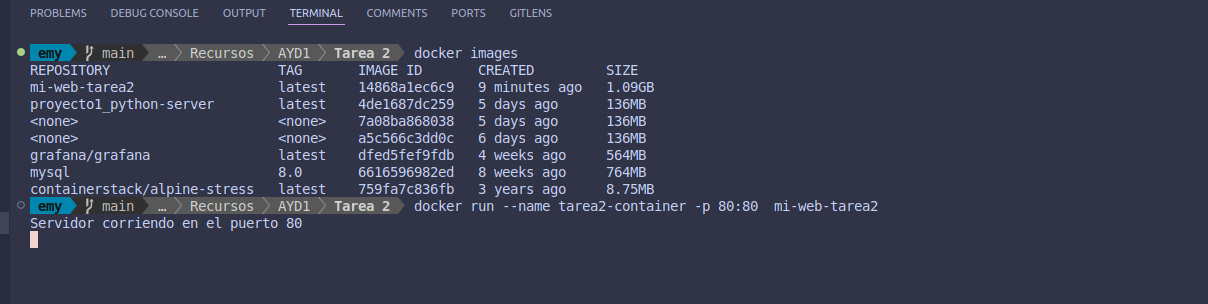 PROBLEMS DEBUG CONSOLE OUTPUT TERMINAL COMMENTS PORTS GITLENS
emy main … Recursos AYD1 Tarea 2 docker images
REPOSITORY TAG IMAGE ID CREATED SIZE
mi-web-tarea2 latest 14868a1ec6c9 9 minutes ago 1.09GB
proyecto1_python-server latest 4de1687dc259 5 days ago 136MB
<none> <none> 7a08ba868038 5 days ago 136MB
<none> <none> a5c566c3dd0c 6 days ago 136MB
grafana/grafana latest dfed5fef9fdb 4 weeks ago 564MB
mysql 8.0 6616596982ed 8 weeks ago 764MB
containerstack/alpine-stress latest 759fa7c836fb 3 years ago 8.75MB
emy main … Recursos AYD1 Tarea 2 docker run --name tarea2-container -p 80:80 mi-web-tarea2
Servidor corriendo en el puerto 80